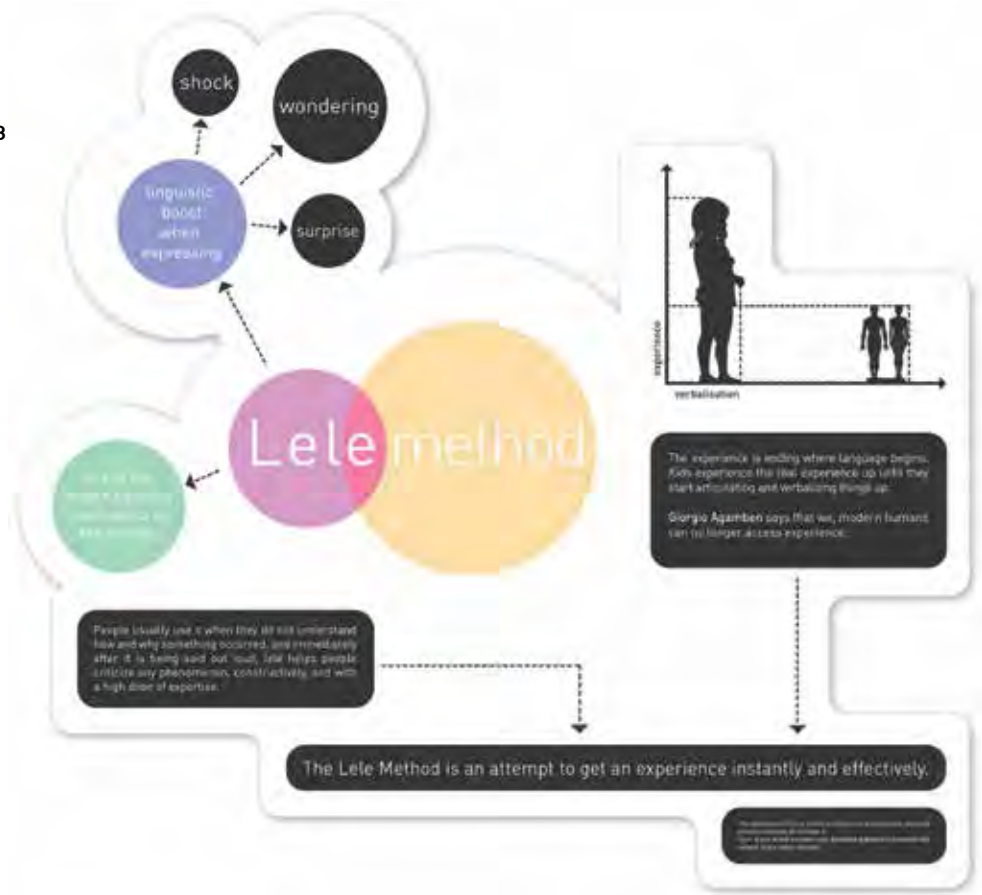 3
shock
wondering
linguistic
boost
when
expressing
surprise
Lele method
experience
verbalisation
The experience is ending where language begins.
Kids experience the real experience up until they
start articulating and verbalizing things up.
Giorgio Agamben says that we, modern humans
can no longer access experience.
People usually use it when they do not understand
how and why something occurred, and immediately
after it is being said out loud, lele helps people
criticize any phenomenon, constructively, and with
a high dose of expertise.
The Lele Method is an attempt to get an experience instantly and effectively.